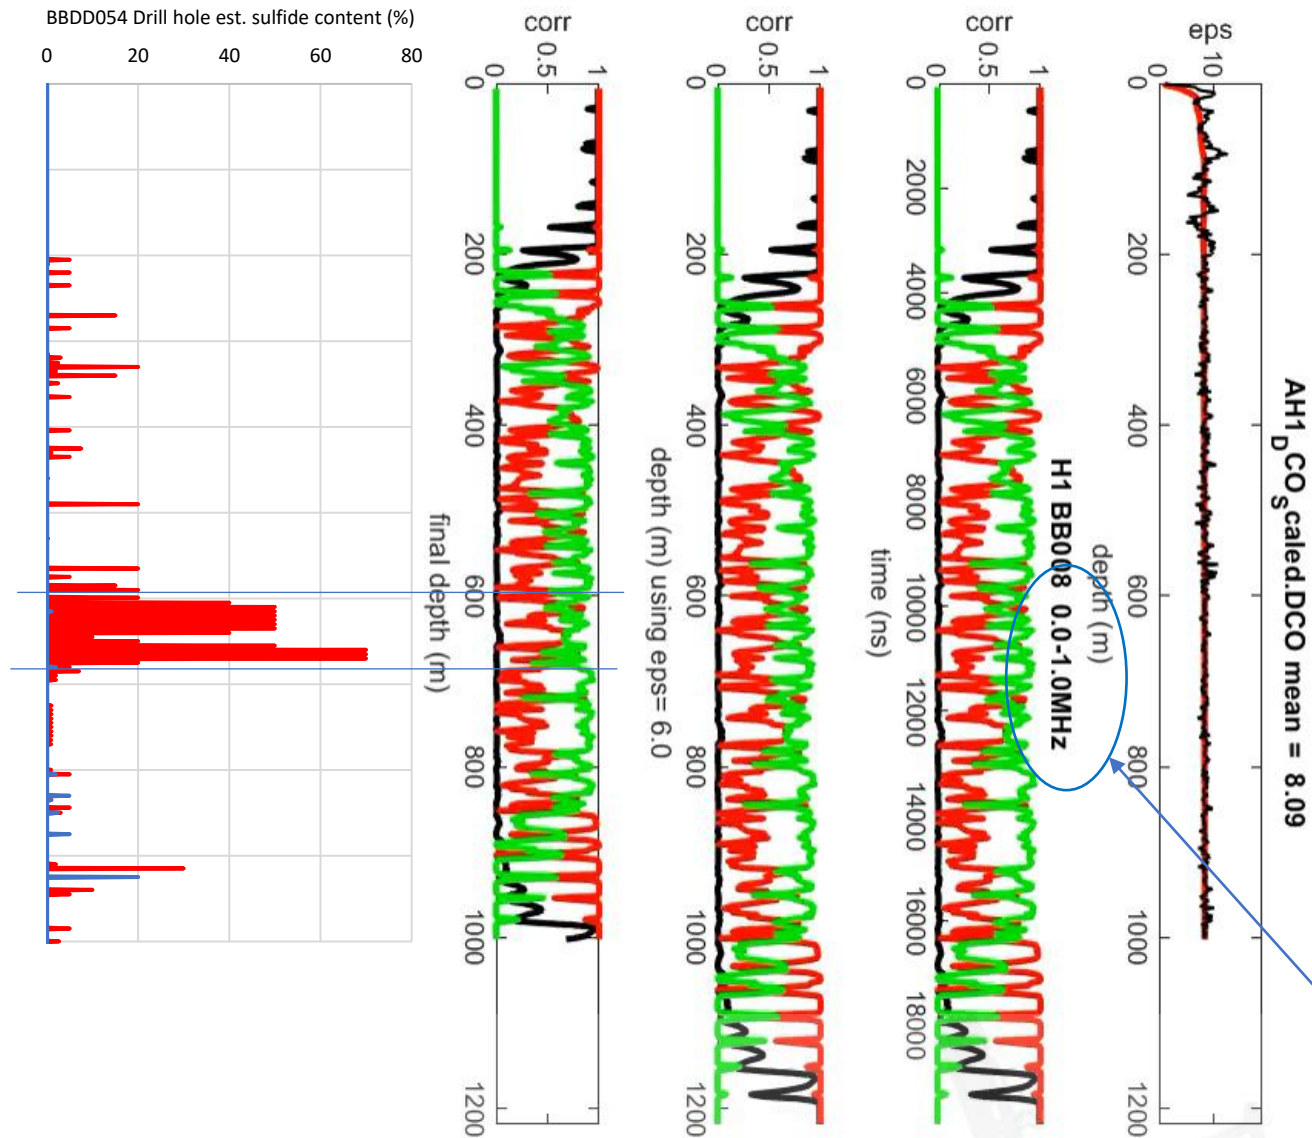 BBDD054 Drill hole est. sulfide content (%)
0 20 40 60 80
corr
0 0.5 1
0 200 400 600 800 1000 1200
final depth (m)
corr
0 0.5 1
0 200 400 600 800 1000 1200
depth (m) using eps= 6.0
corr
0 0.5 1
0 2000 4000 6000 8000 10000 12000 14000 16000 18000
time (ns)
H1 BB008 0.0-1.0MHz
eps
0 10
0 200 400 600 800 1000 1200
depth (m)
AH1_DCO_Scaled.DCO mean = 8.09